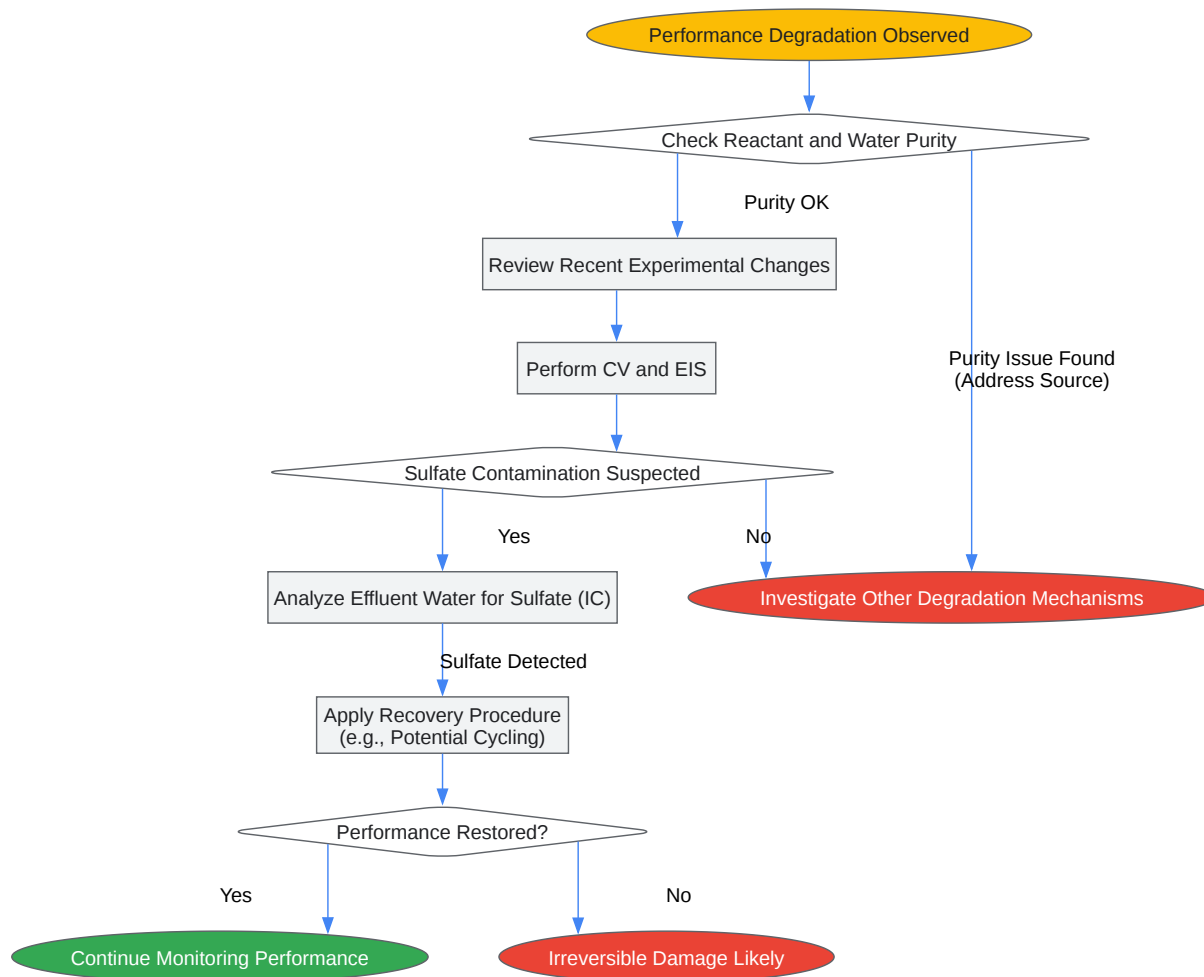 Performance Degradation Observed
Check Reactant and Water Purity
Purity OK
Review Recent Experimental Changes
Perform CV and EIS
Purity Issue Found
(Address Source)
Sulfate Contamination Suspected
Yes
No
Analyze Effluent Water for Sulfate (IC)
Investigate Other Degradation Mechanisms
Sulfate Detected
Apply Recovery Procedure
(e.g., Potential Cycling)
Performance Restored?
Yes
No
Continue Monitoring Performance
Irreversible Damage Likely